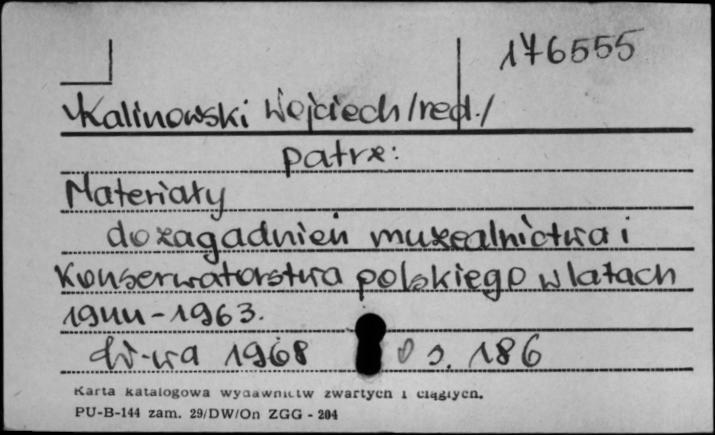 176555
Kalinowski Wojciech /red./
patrz:
Materiały
do zagadnień muzealnictwa i
Konserwatorstwa polskiego w latach
1944-1963.
W-wa 1968 s. 186
Karta katalogowa wydawnictw zwartych i ciągłych.
PU-B-144 zam. 29/DW/On ZGG - 204